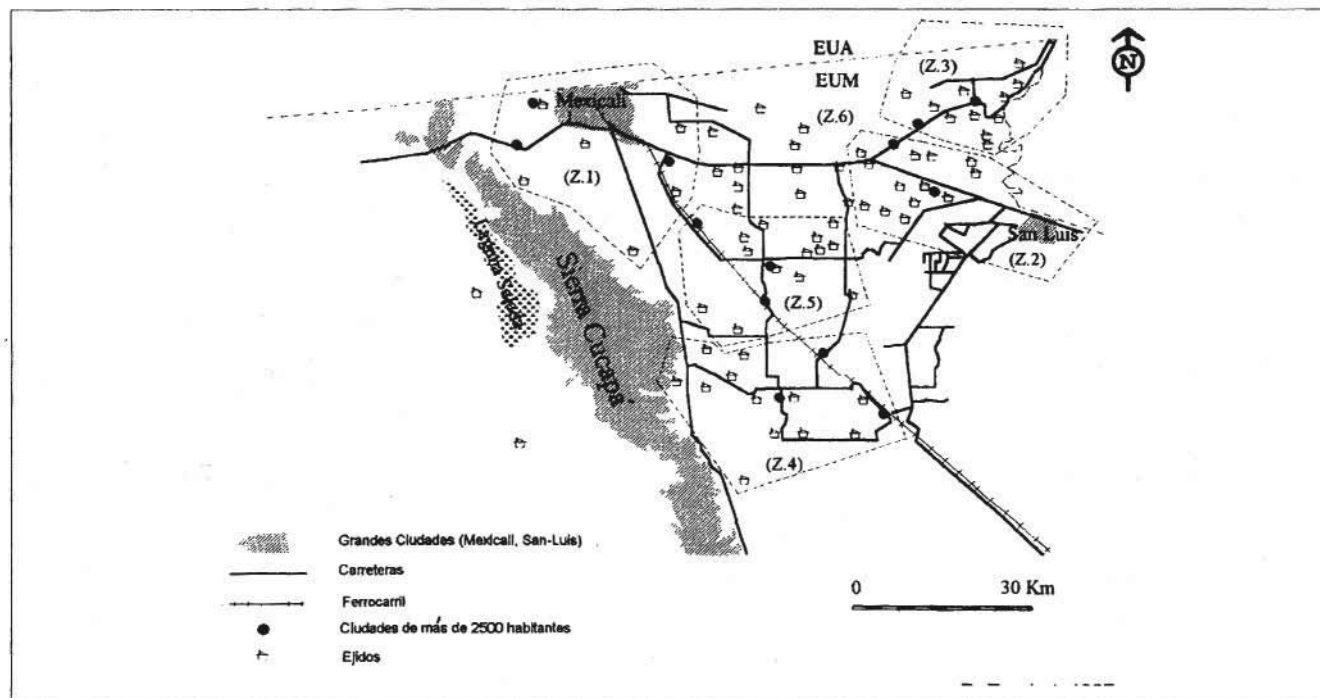 EUA
EUM
(Z.3)
N
Mexicali
(Z.6)
(Z.1)
Laguna Salada
Sierra Cucapá
San Luis
(Z.2)
(Z.5)
(Z.4)
Grandes Ciudades (Mexicali, San-Luis)
Carreteras
Ferrocarril
Ciudades de más de 2500 habitantes
Ejidos
0 30 Km